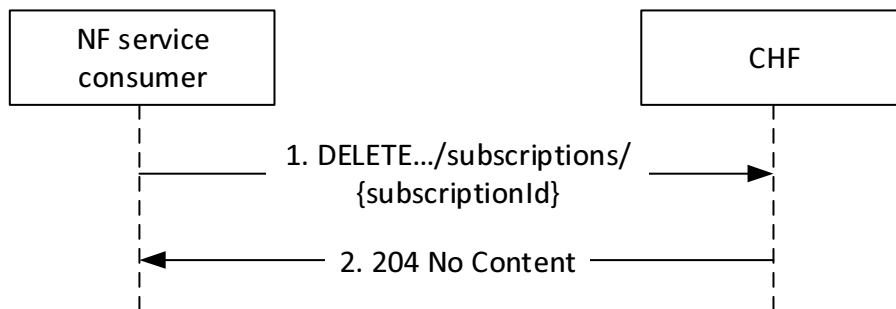 NF service
consumer
CHF
1. DELETE.../subscriptions/
{subscriptionId}
2. 204 No Content